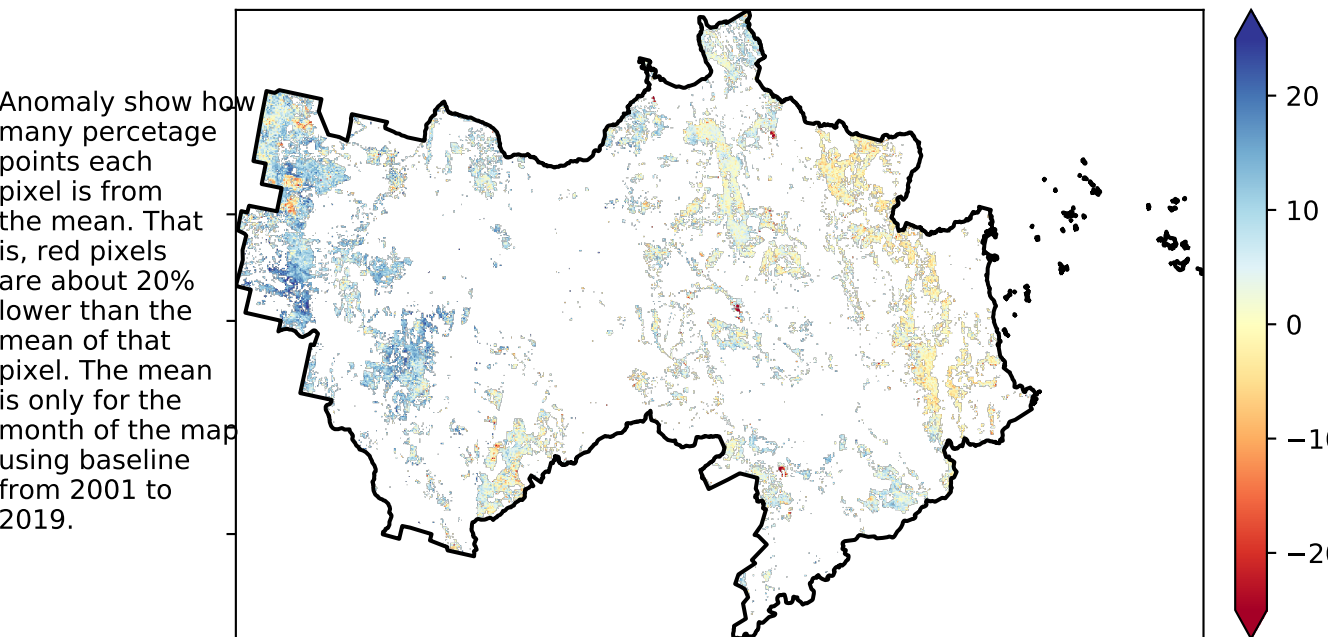 Anomaly show how
many percetage
points each
pixel is from
the mean. That
is, red pixels
are about 20%
lower than the
mean of that
pixel. The mean
is only for the
month of the map
using baseline
from 2001 to
2019.
20
10
0
−10
−20